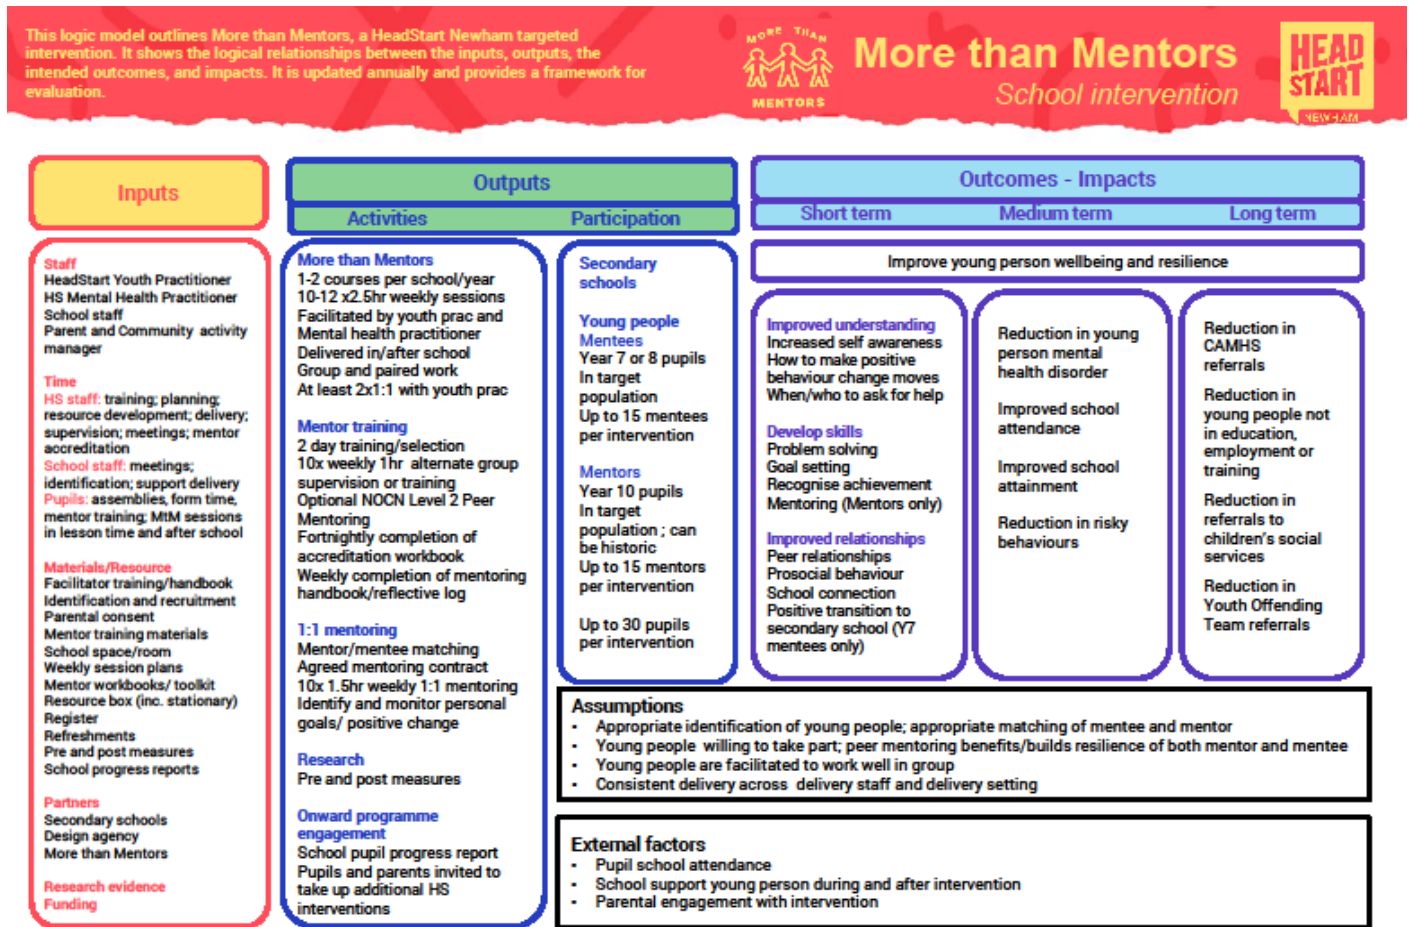 This logic model outlines More than Mentors, a HeadStart Newham targeted
intervention. It shows the logical relationships between the inputs, outputs, the
intended outcomes, and impacts. It is updated annually and provides a framework for
evaluation.
MORE THAN
MENTORS
More than Mentors
School intervention
HEAD
START
NEWHAM
Inputs
Staff
HeadStart Youth Practitioner
HS Mental Health Practitioner
School staff
Parent and Community activity
manager
Time
HS staff: training; planning;
resource development; delivery;
supervision; meetings; mentor
accreditation
School staff: meetings;
identification; support delivery
Pupils: assemblies, form time,
mentor training; MtM sessions
in lesson time and after school
Materials/Resource
Facilitator training/handbook
Identification and recruitment
Parental consent
Mentor training materials
School space/room
Weekly session plans
Mentor workbooks/ toolkit
Resource box (inc. stationary)
Register
Refreshments
Pre and post measures
School progress reports
Partners
Secondary schools
Design agency
More than Mentors
Research evidence
Funding
Outputs
Activities
Participation
More than Mentors
1-2 courses per school/year
10-12 x2.5hr weekly sessions
Facilitated by youth prac and
Mental health practitioner
Delivered in/after school
Group and paired work
At least 2x1:1 with youth prac
Mentor training
2 day training/selection
10x weekly 1hr alternate group
supervision or training
Optional NOCN Level 2 Peer
Mentoring
Fortnightly completion of
accreditation workbook
Weekly completion of mentoring
handbook/reflective log
1:1 mentoring
Mentor/mentee matching
Agreed mentoring contract
10x 1.5hr weekly 1:1 mentoring
Identify and monitor personal
goals/ positive change
Research
Pre and post measures
Onward programme
engagement
School pupil progress report
Pupils and parents invited to
take up additional HS
interventions
Secondary
schools
Young people
Mentees
Year 7 or 8 pupils
In target
population
Up to 15 mentees
per intervention
Mentors
Year 10 pupils
In target
population ; can
be historic
Up to 15 mentors
per intervention
Up to 30 pupils
per intervention
Outcomes - Impacts
Short term
Medium term
Long term
Improve young person wellbeing and resilience
Improved understanding
Increased self awareness
How to make positive
behaviour change moves
When/who to ask for help
Develop skills
Problem solving
Goal setting
Recognise achievement
Mentoring (Mentors only)
Improved relationships
Peer relationships
Prosocial behaviour
School connection
Positive transition to
secondary school (Y7
mentees only)
Reduction in young
person mental
health disorder
Improved school
attendance
Improved school
attainment
Reduction in risky
behaviours
Reduction in
CAMHS
referrals
Reduction in
young people not
in education,
employment or
training
Reduction in
referrals to
children's social
services
Reduction in
Youth Offending
Team referrals
Assumptions
• Appropriate identification of young people; appropriate matching of mentee and mentor
• Young people willing to take part; peer mentoring benefits/builds resilience of both mentor and mentee
• Young people are facilitated to work well in group
• Consistent delivery across delivery staff and delivery setting
External factors
• Pupil school attendance
• School support young person during and after intervention
• Parental engagement with intervention